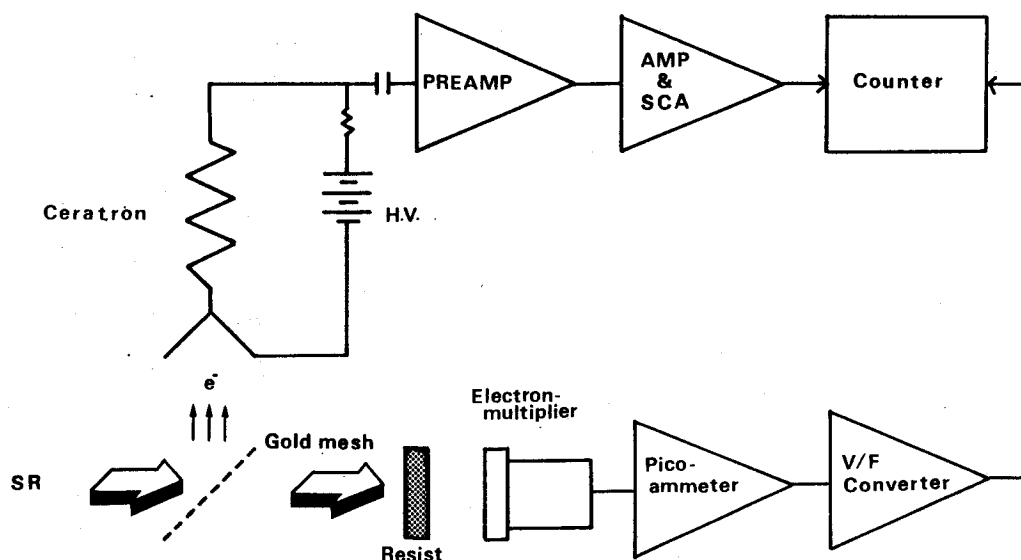 PREAMP
AMP
&
SCA
Counter
Ceratron
H.V.
e⁻
Electron-
multiplier
Gold mesh
SR
Pico-
ammeter
V/F
Converter
Resist